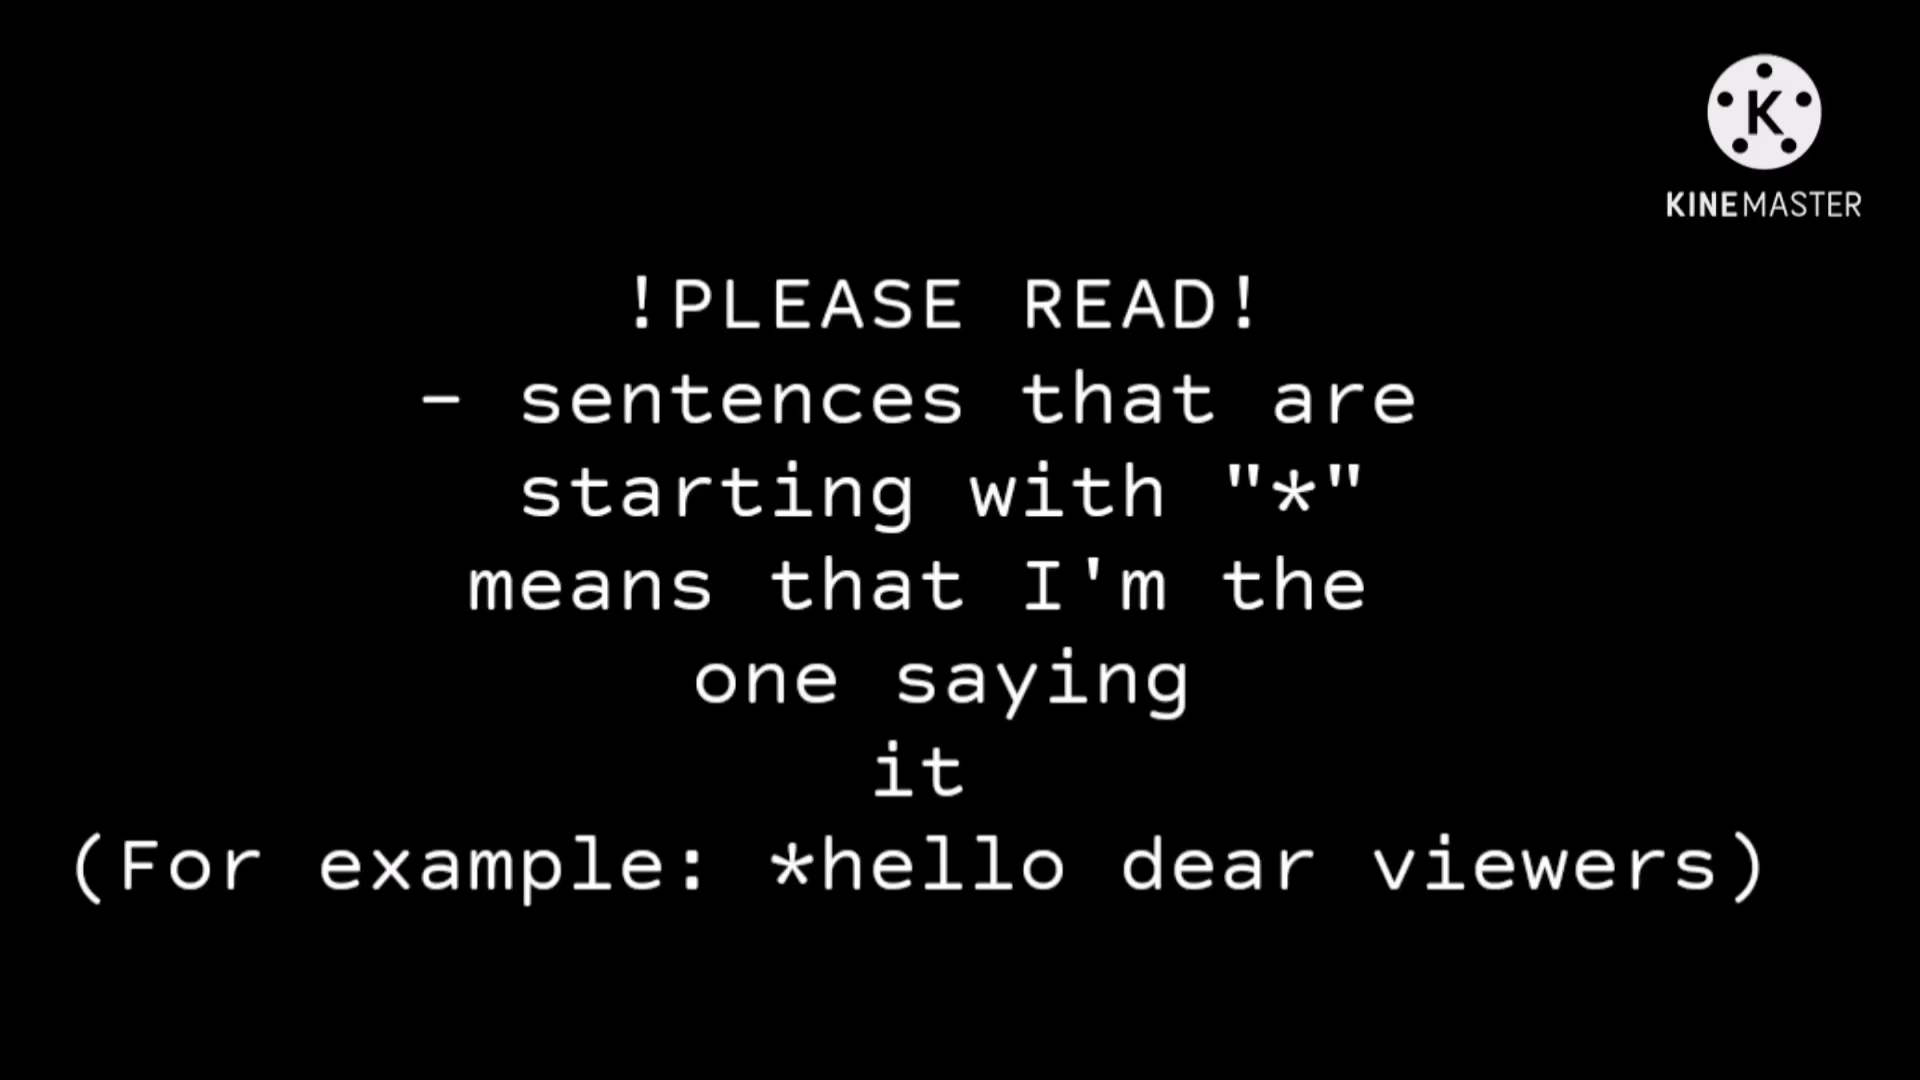 K
KINEMASTER
!PLEASE READ!
- sentences that are
starting with "*"
means that I'm the
one saying
it
(For example: *hello dear viewers)